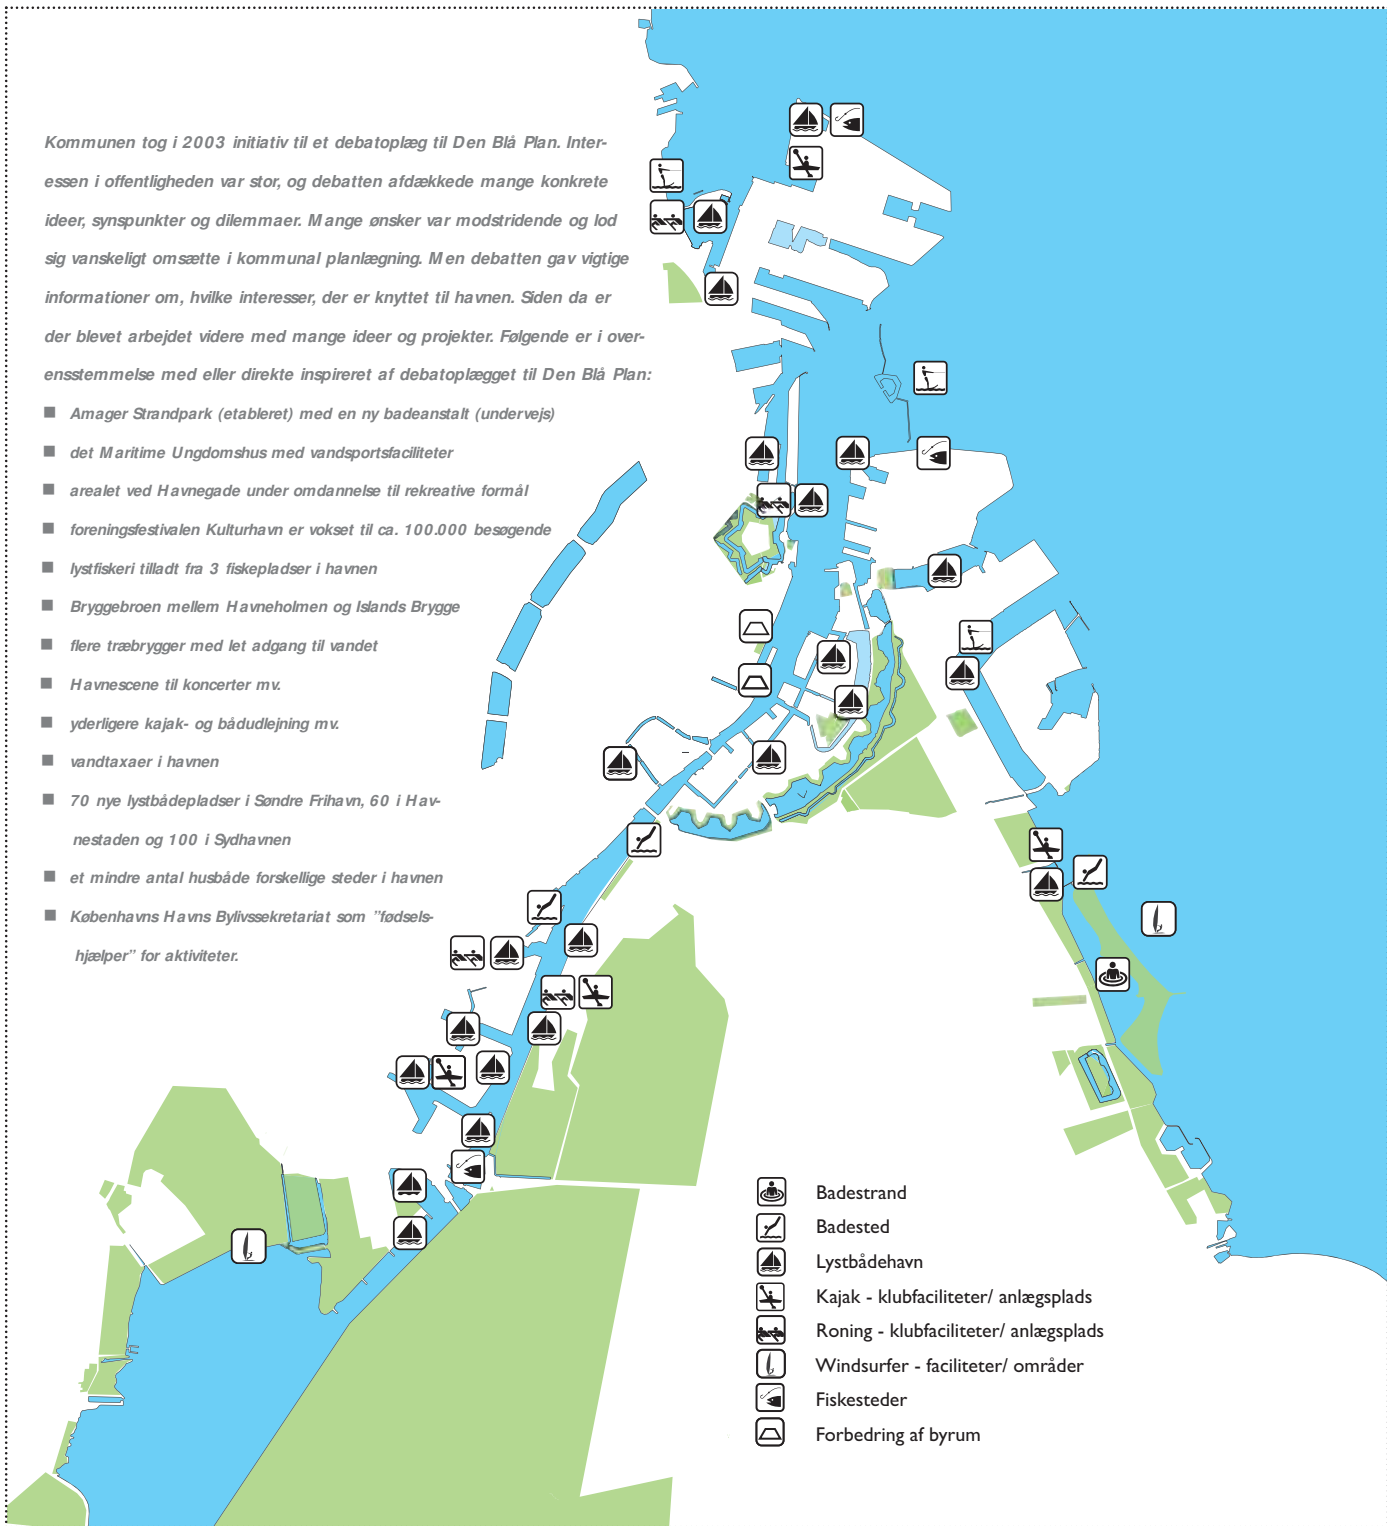 Kommunen tog i 2003 initiativ til et debatoplæg til Den Blå Plan. Inter-
essen i offentligheden var stor, og debatten afdækkede mange konkrete
ideer, synspunkter og dilemmaer. Mange ønsker var modstridende og lod
sig vanskeligt omsætte i kommunal planlægning. Men debatten gav vigtige
informationer om, hvilke interesser, der er knyttet til havnen. Siden da er
der blevet arbejdet videre med mange ideer og projekter. Følgende er i over-
ensstemmelse med eller direkte inspireret af debatoplægget til Den Blå Plan:
■ Amager Strandpark (etableret) med en ny badeanstalt (undervejs)
■ det Maritime Ungdomshus med vandsportsfaciliteter
■ arealet ved Havnegade under omdannelse til rekreative formål
■ foreningsfestivalen Kulturhavn er vokset til ca. 100.000 besøgende
■ lystfiskeri tilladt fra 3 fiskepladser i havnen
■ Bryggebroen mellem Havneholmen og Islands Brygge
■ flere træbrygger med let adgang til vandet
■ Havnescene til koncerter mv.
■ yderligere kajak- og bådudlejning mv.
■ vandtaxaer i havnen
■ 70 nye lystbådepladser i Søndre Frihavn, 60 i Hav-
nestaden og 100 i Sydhavnen
■ et mindre antal husbåde forskellige steder i havnen
■ Københavns Havns Bylivssekretariat som ”fødsels-
hjælper” for aktiviteter.
Badestrand
Badested
Lystbådehavn
Kajak - klubfaciliteter/ anlægsplads
Roning - klubfaciliteter/ anlægsplads
Windsurfer - faciliteter/ områder
Fiskesteder
Forbedring af byrum